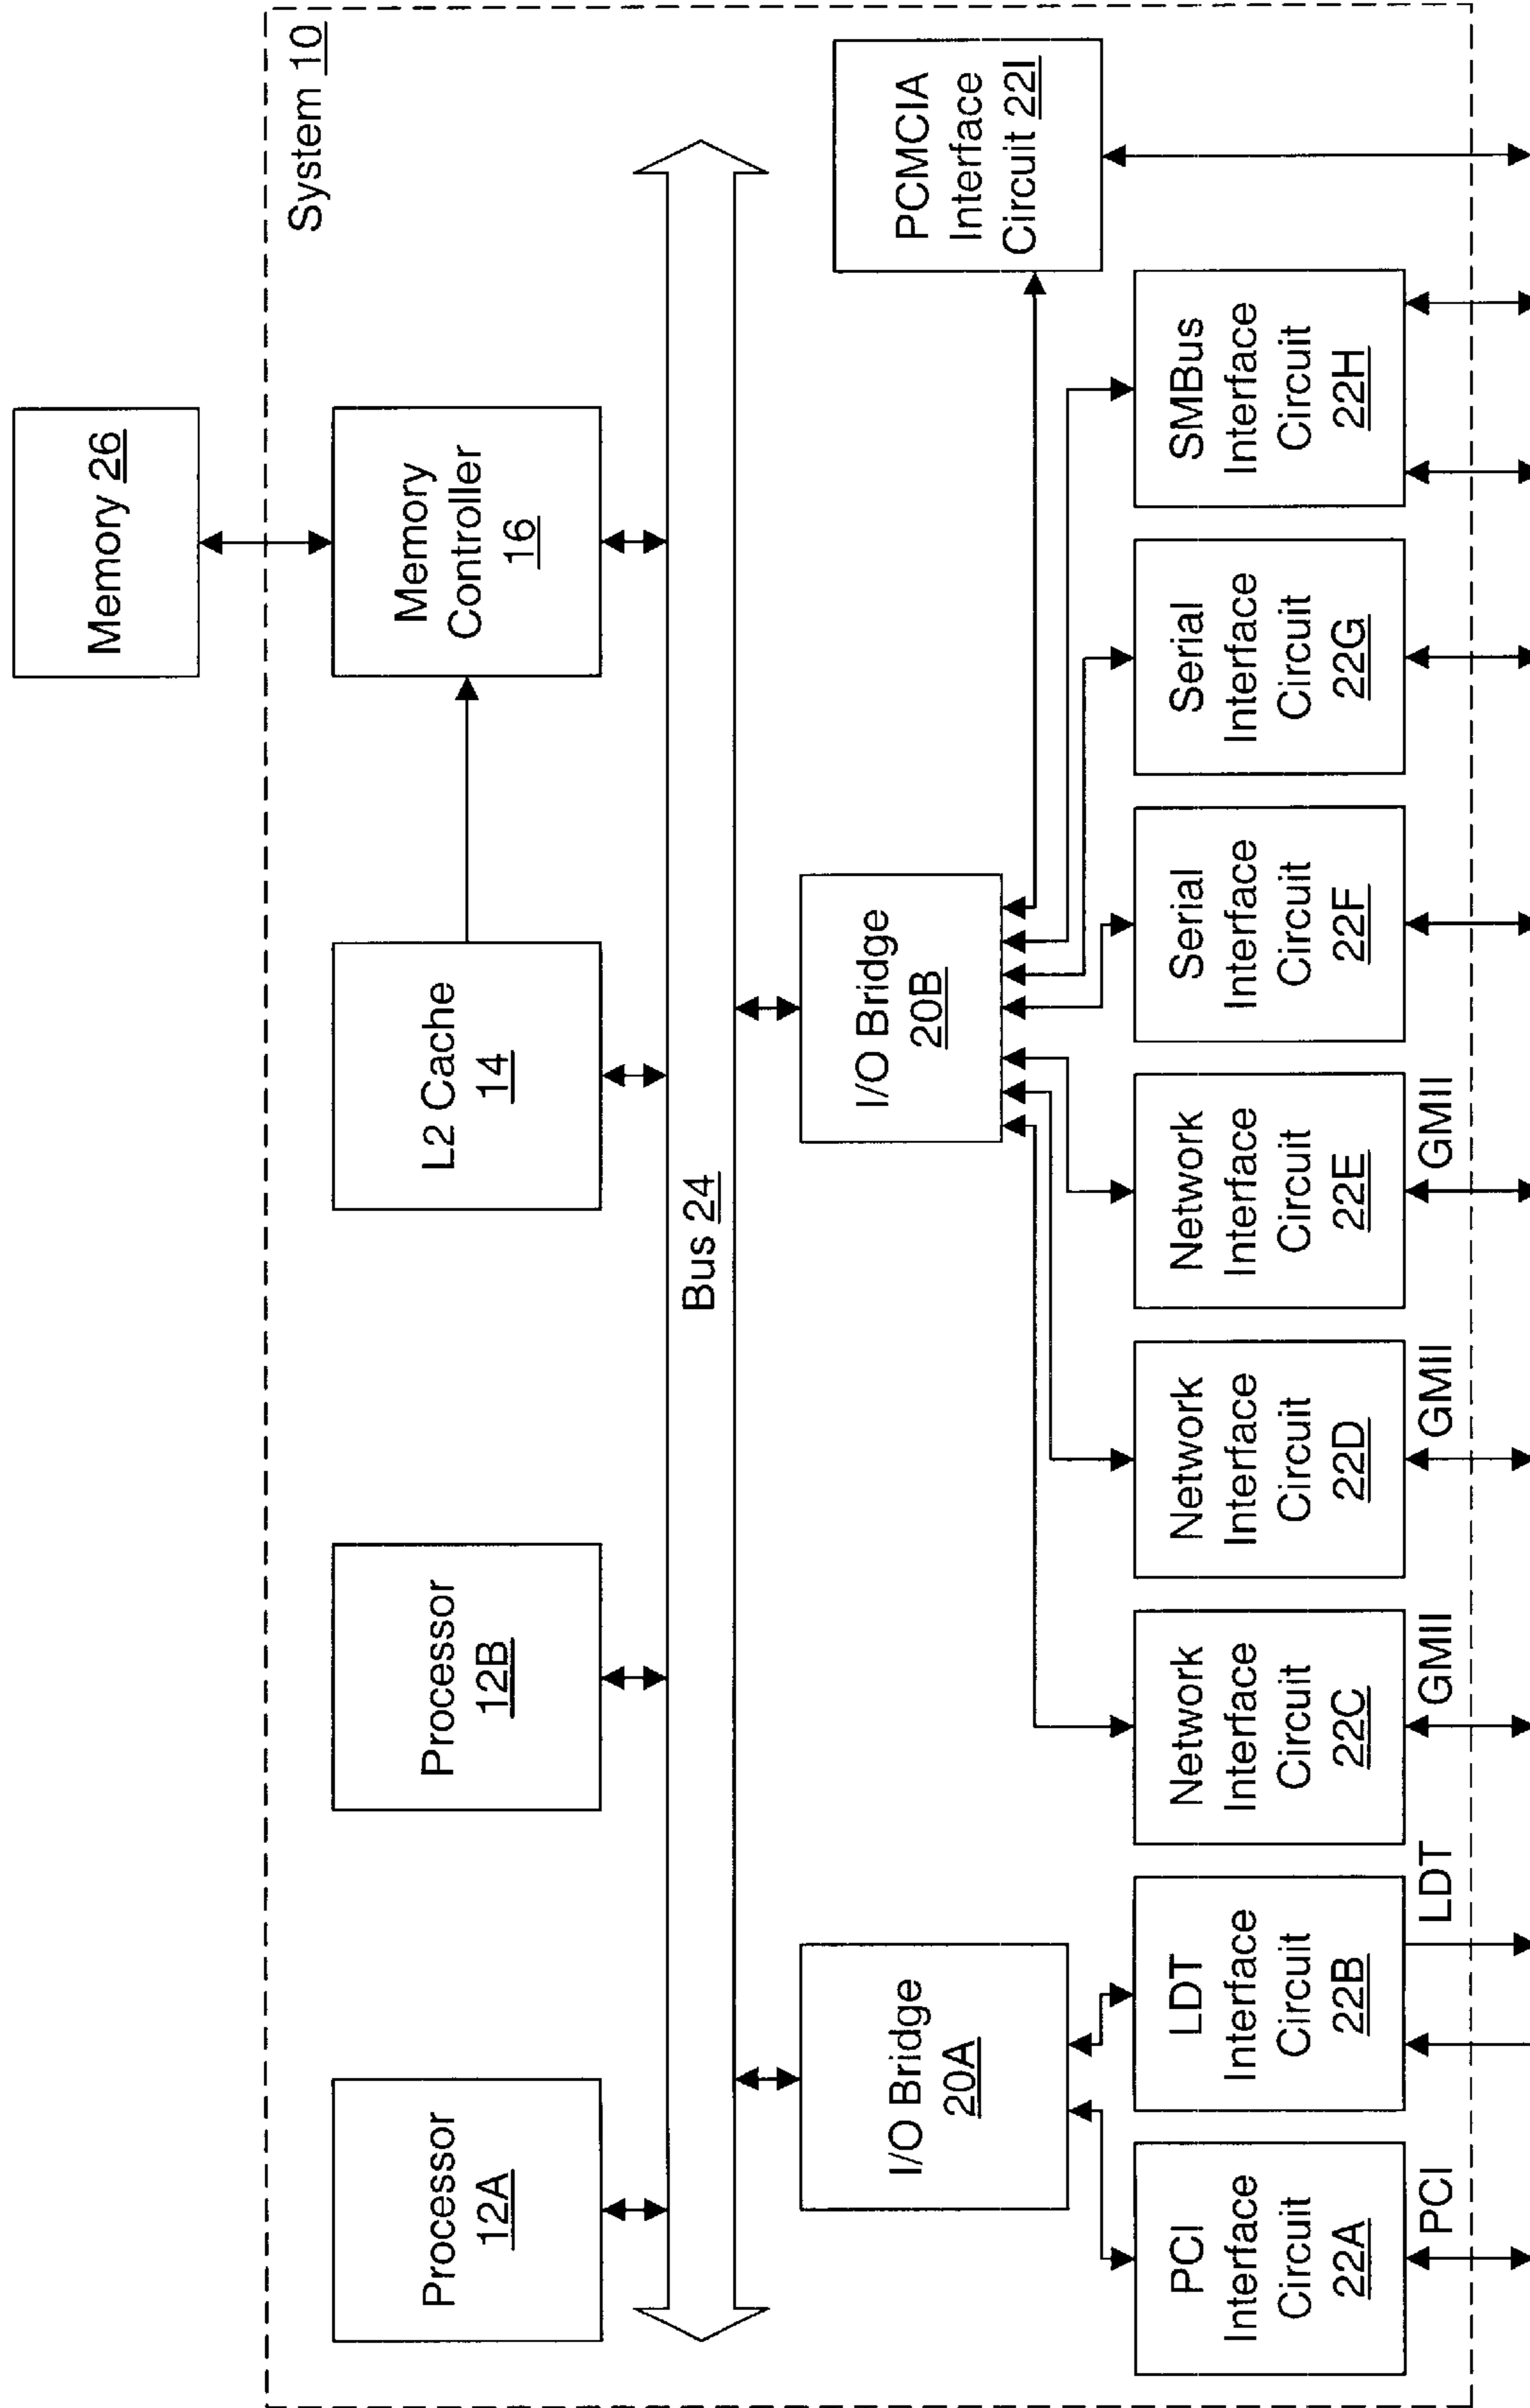 Memory 26
System 10
Processor
12A
Processor
12B
L2 Cache
14
Memory
Controller
16
Bus 24
I/O Bridge
20A
I/O Bridge
20B
PCMCIA
Interface
Circuit 22I
PCI
Interface
Circuit
22A
LDT
Interface
Circuit
22B
Network
Interface
Circuit
22C
Network
Interface
Circuit
22D
Network
Interface
Circuit
22E
Serial
Interface
Circuit
22F
Serial
Interface
Circuit
22G
SMBus
Interface
Circuit
22H
PCI
LDT
GMII
GMII
GMII